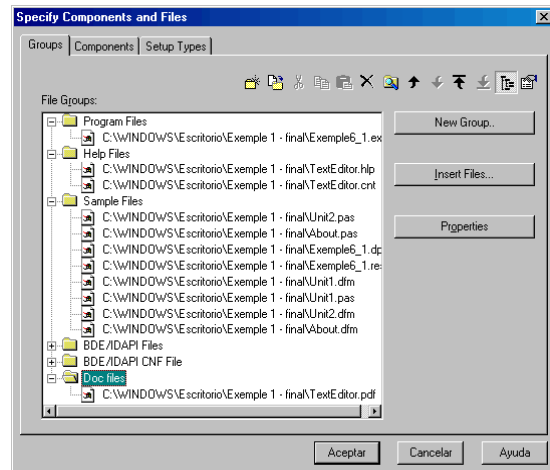 Specify Components and Files
Groups Components Setup Types
File Groups:
Program Files
C:\WINDOWS\Escritorio\Exemple 1 - final\Exemple6_1.ex
Help Files
C:\WINDOWS\Escritorio\Exemple 1 - final\TextEditor.hlp
C:\WINDOWS\Escritorio\Exemple 1 - final\TextEditor.cnt
Sample Files
C:\WINDOWS\Escritorio\Exemple 1 - final\Unit2.pas
C:\WINDOWS\Escritorio\Exemple 1 - final\About.pas
C:\WINDOWS\Escritorio\Exemple 1 - final\Exemple6_1.dp
C:\WINDOWS\Escritorio\Exemple 1 - final\Exemple6_1.re
C:\WINDOWS\Escritorio\Exemple 1 - final\Unit1.dfm
C:\WINDOWS\Escritorio\Exemple 1 - final\Unit1.pas
C:\WINDOWS\Escritorio\Exemple 1 - final\Unit2.dfm
C:\WINDOWS\Escritorio\Exemple 1 - final\About.dfm
BDE/IDAPI Files
BDE/IDAPI CNF File
Doc files
C:\WINDOWS\Escritorio\Exemple 1 - final\TextEditor.pdf
New Group..
Insert Files...
Properties
Aceptar Cancelar Ayuda